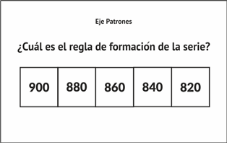 Eje Patrones
¿Cuál es el regla de formación de la serie?
900 880 860 840 820